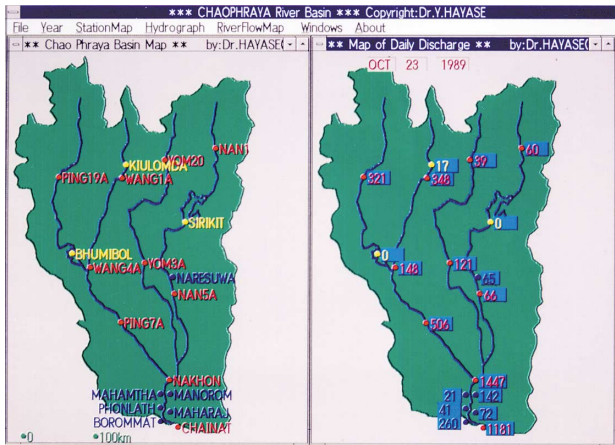 *** CHAOPHRAYA River Basin *** Copyright:Dr.Y.HAYASE
File Year StationMap Hydrograph RiverFlowMap Windows About
** Chao Phraya Basin Map ** by:Dr.HAYASE(
NAN1
YOM20
KIULOMDA
PING19A
WANG1A
SIRIKIT
BHUMIBOL
WANG4A
YOM3A
NARESUWA
NAN5A
PING7A
NAKHON
MAHAMTHA
MANOROM
PHONLATH
MAHARAJ
BOROMMAT
CHAINAT
0 100km
** Map of Daily Discharge ** by:Dr.HAYASE(
OCT 23 1989
60
39
17
321
348
0
0
148
121
65
66
506
1447
21
142
41
72
260
1181